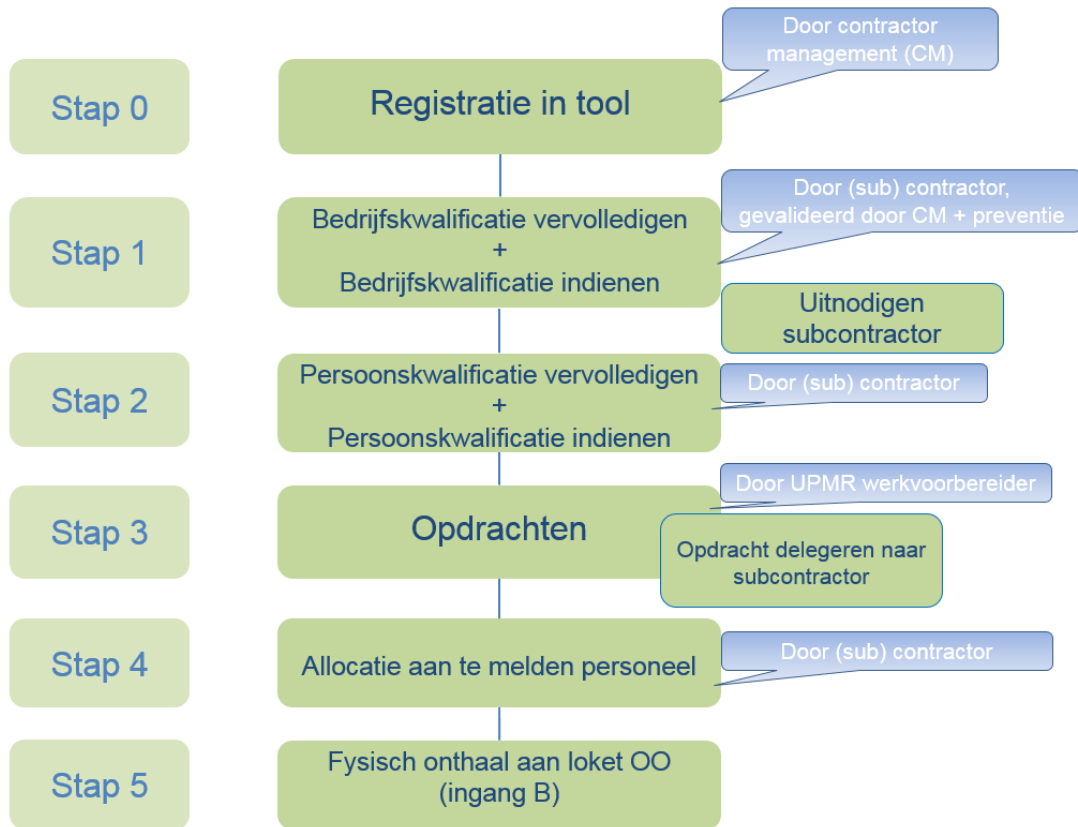 Door contractor
management (CM)
Stap 0
Registratie in tool
Door (sub) contractor,
gevalideerd door CM + preventie
Stap 1
Bedrijfskwalificatie vervolledigen
+
Bedrijfskwalificatie indienen
Uitnodigen
subcontractor
Stap 2
Persoonskwalificatie vervolledigen
+
Persoonskwalificatie indienen
Door (sub) contractor
Stap 3
Opdrachten
Door UPMR werkvoorbereider
Opdracht delegeren naar
subcontractor
Stap 4
Allocatie aan te melden personeel
Door (sub) contractor
Stap 5
Fysisch onthaal aan loket OO
(ingang B)